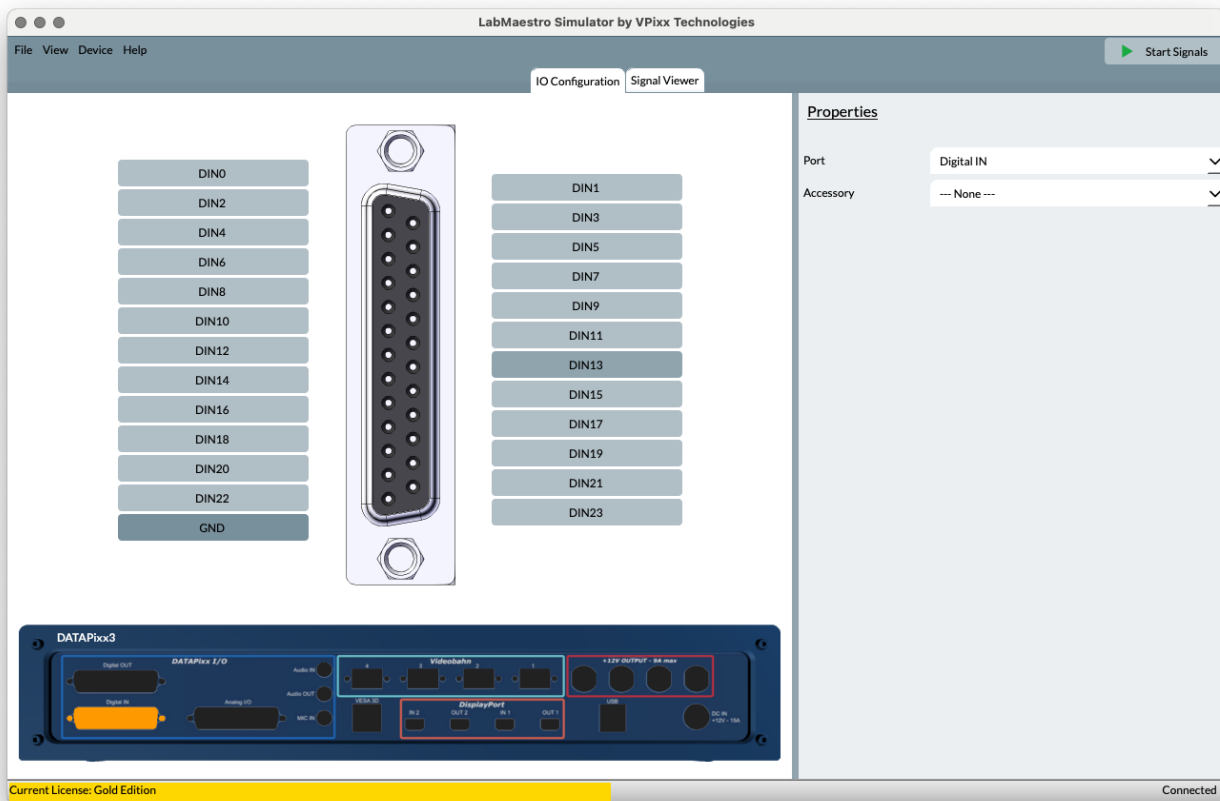 LabMaestro Simulator by VPixx Technologies
File View Device Help
Start Signals
IO Configuration Signal Viewer
Properties
Port Digital IN
Accessory --- None ---
DIN0
DIN2
DIN4
DIN6
DIN8
DIN10
DIN12
DIN14
DIN16
DIN18
DIN20
DIN22
GND
DIN1
DIN3
DIN5
DIN7
DIN9
DIN11
DIN13
DIN15
DIN17
DIN19
DIN21
DIN23
DATAPixx3
DATAPixx I/O
Digital OUT
Digital IN
Analog I/O
Audio IN
Audio OUT
MIC IN
Videobahn
4 3 2 1
VESA 3D
DisplayPort
IN 2 OUT 2 IN 1 OUT 1
+12V OUTPUT - 9A max
USB
DC IN
+12V - 15A
Current License: Gold Edition
Connected